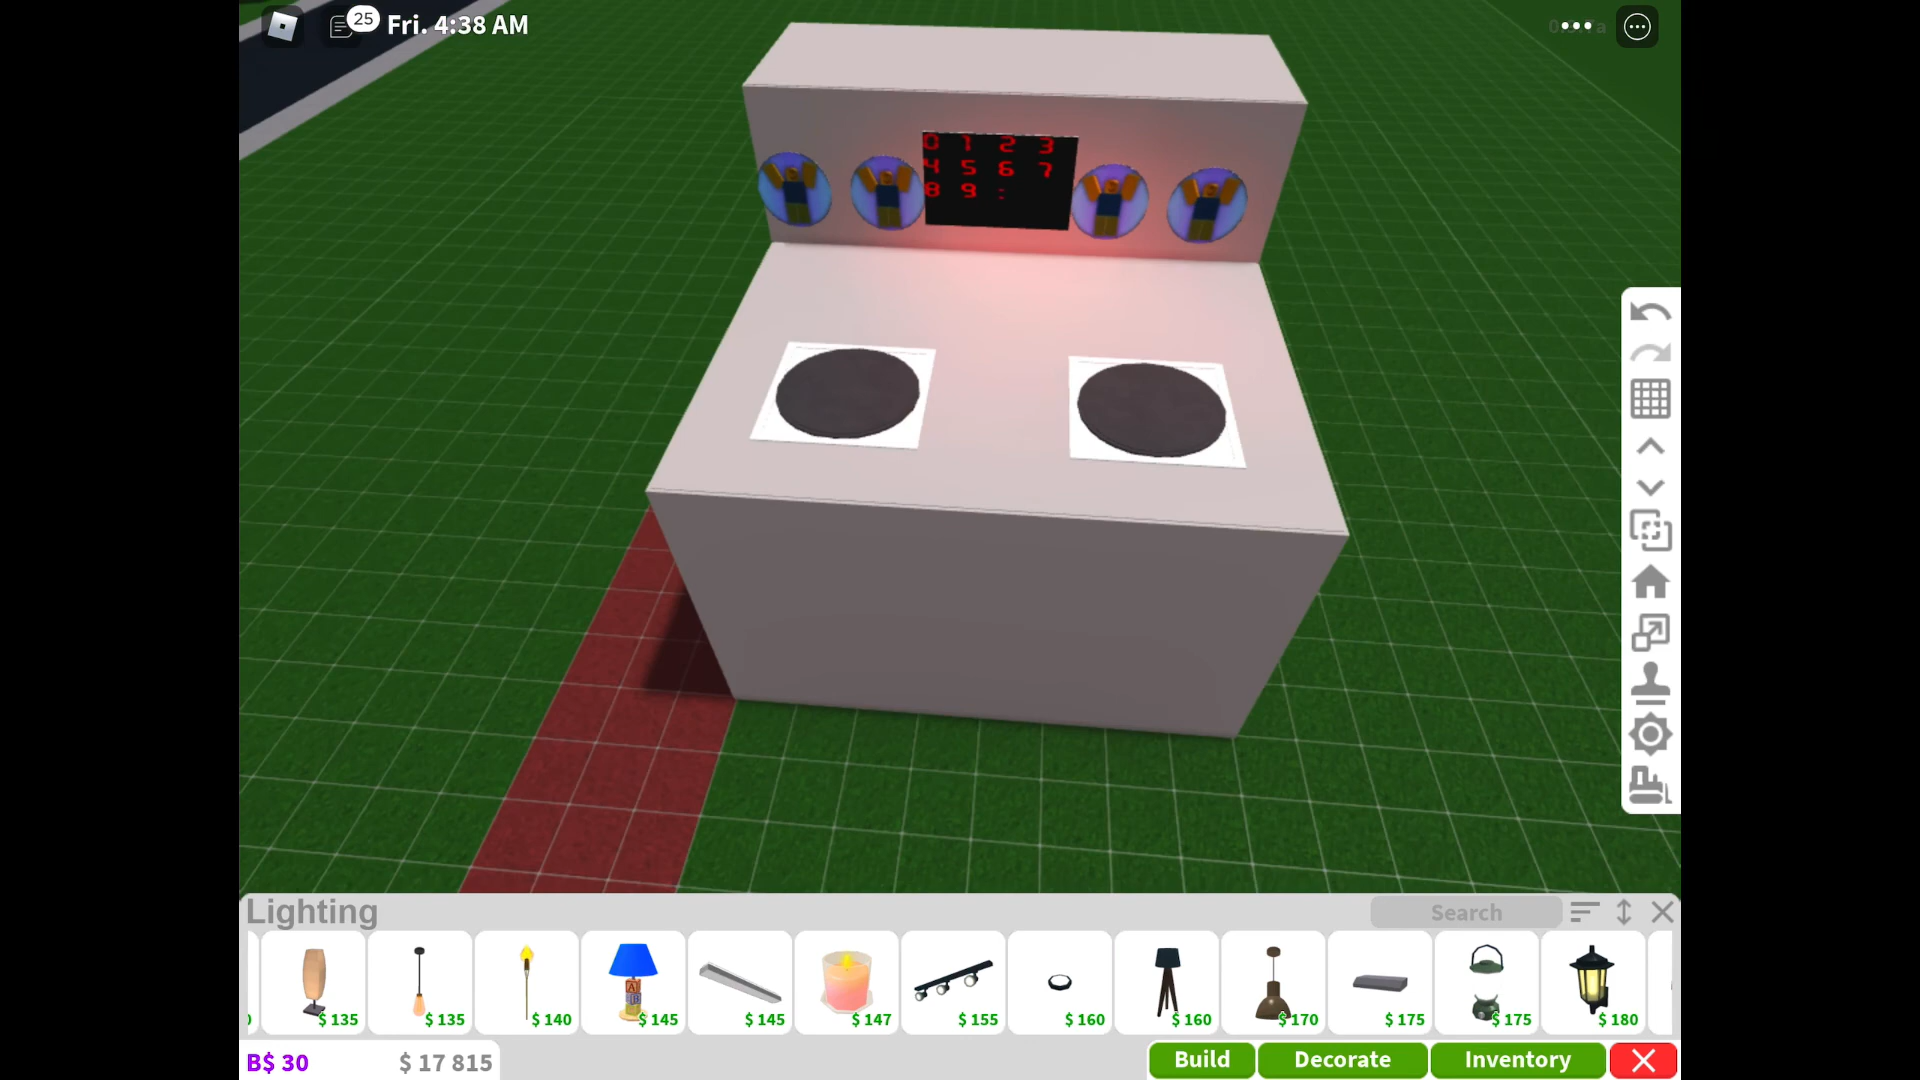 25 Fri. 4:38 AM
0 1 2 3
4 5 6 7
8 9 :
Lighting
Search
$ 135
$ 135
$ 140
$ 145
$ 145
$ 147
$ 155
$ 160
$ 160
$ 170
$ 175
$ 175
$ 180
B$ 30
$ 17 815
Build
Decorate
Inventory